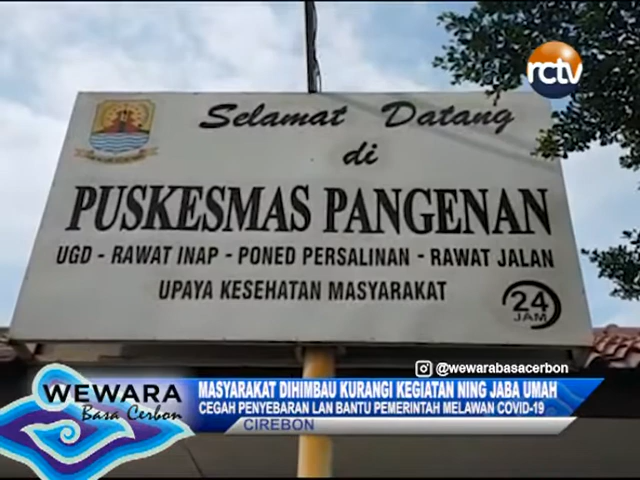 rctv
Selamat Datang
di
PUSKESMAS PANGENAN
UGD - RAWAT INAP - PONED PERSALINAN - RAWAT JALAN
UPAYA KESEHATAN MASYARAKAT
24
JAM
@wewarabasacerbon
WEWARA
Basa Cerbon
MASYARAKAT DIHIMBAU KURANGI KEGIATAN NING JABA UMAH
CEGAH PENYEBARAN LAN BANTU PEMERINTAH MELAWAN COVID-19
CIREBON